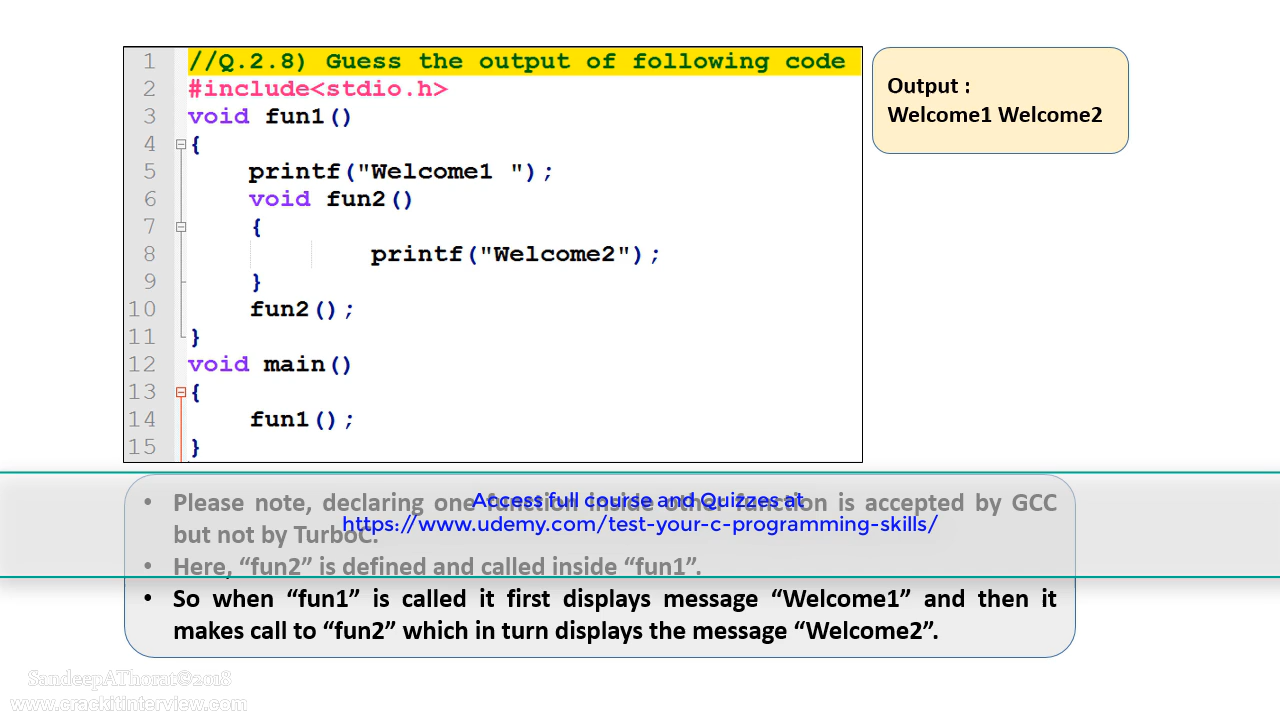 1 //Q.2.8) Guess the output of following code
2 #include<stdio.h>
3 void fun1()
4 {
5 printf("Welcome1 ");
6 void fun2()
7 {
8 printf("Welcome2");
9 }
10 fun2();
11 }
12 void main()
13 {
14 fun1();
15 }
Output :
Welcome1 Welcome2
• Please note, declaring one function inside other function is accepted by GCC
but not by TurboC.
Access full course and Quizzes at
https://www.udemy.com/test-your-c-programming-skills/
• Here, “fun2” is defined and called inside “fun1”.
• So when “fun1” is called it first displays message “Welcome1” and then it
makes call to “fun2” which in turn displays the message “Welcome2”.
SandeepAThorat©2018
www.crackitinterview.com